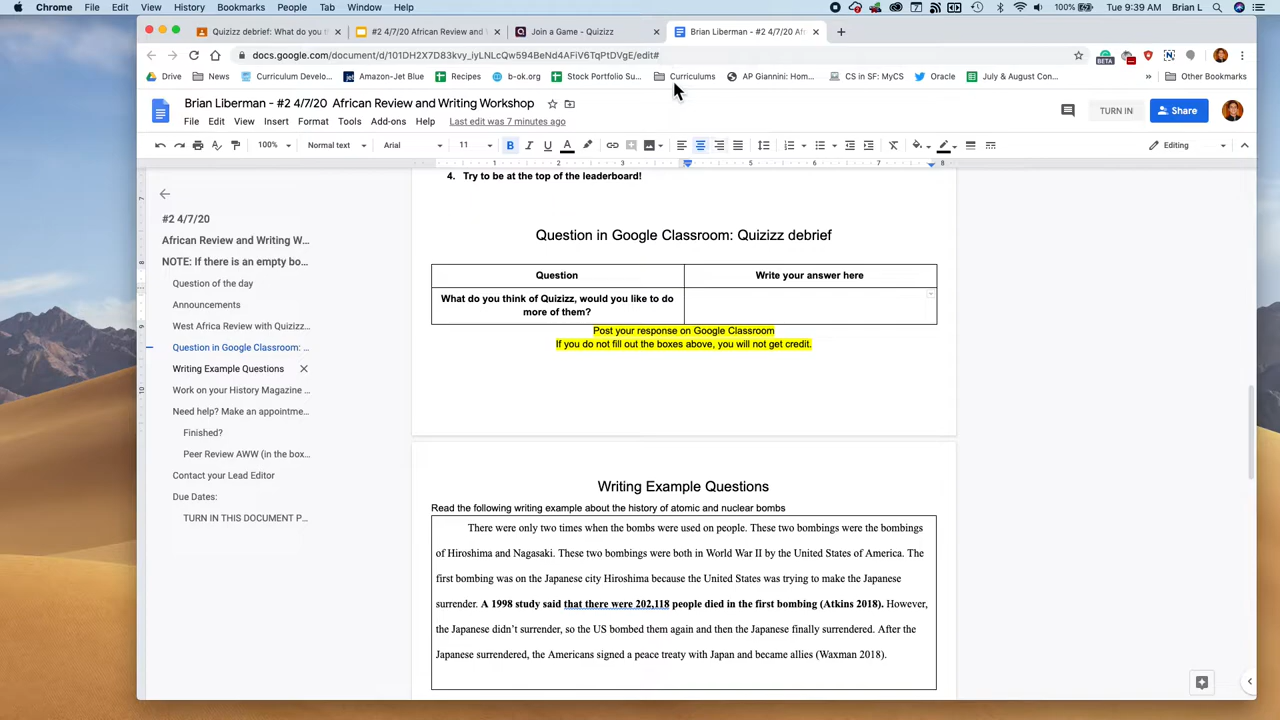 Chrome File Edit View History Bookmarks People Tab Window Help 100% Tue 9:39 AM Brian L
Quizizz debrief: What do you t #2 4/7/20 African Review and Join a Game - Quizizz Brian Liberman - #2 4/7/20 Af
docs.google.com/document/d/101DH2X7D83kvy_iyLNLcQw594BeNd4AFiV6TqPtDVgE/edit#
BETA
Drive News Curriculum Develo... Amazon-Jet Blue Recipes b-ok.org Stock Portfolio Su... Curriculums AP Giannini: Hom... CS in SF: MyCS Oracle July & August Con... » Other Bookmarks
Brian Liberman - #2 4/7/20 African Review and Writing Workshop
TURN IN Share
File Edit View Insert Format Tools Add-ons Help Last edit was 7 minutes ago
100% Normal text Arial 11 B I U A Editing
1 2 3 4 5 6 7 8
4. Try to be at the top of the leaderboard!
#2 4/7/20
African Review and Writing W...
NOTE: If there is an empty bo...
Question of the day
Announcements
West Africa Review with Quizizz...
Question in Google Classroom: ...
Writing Example Questions
Work on your History Magazine ...
Need help? Make an appointme...
Finished?
Peer Review AWW (in the box...
Contact your Lead Editor
Due Dates:
TURN IN THIS DOCUMENT P...
Question in Google Classroom: Quizizz debrief
Question Write your answer here
What do you think of Quizizz, would you like to do
more of them?
Post your response on Google Classroom
If you do not fill out the boxes above, you will not get credit.
Writing Example Questions
Read the following writing example about the history of atomic and nuclear bombs
There were only two times when the bombs were used on people. These two bombings were the bombings
of Hiroshima and Nagasaki. These two bombings were both in World War II by the United States of America. The
first bombing was on the Japanese city Hiroshima because the United States was trying to make the Japanese
surrender. A 1998 study said that there were 202,118 people died in the first bombing (Atkins 2018). However,
the Japanese didn't surrender, so the US bombed them again and then the Japanese finally surrendered. After the
Japanese surrendered, the Americans signed a peace treaty with Japan and became allies (Waxman 2018).